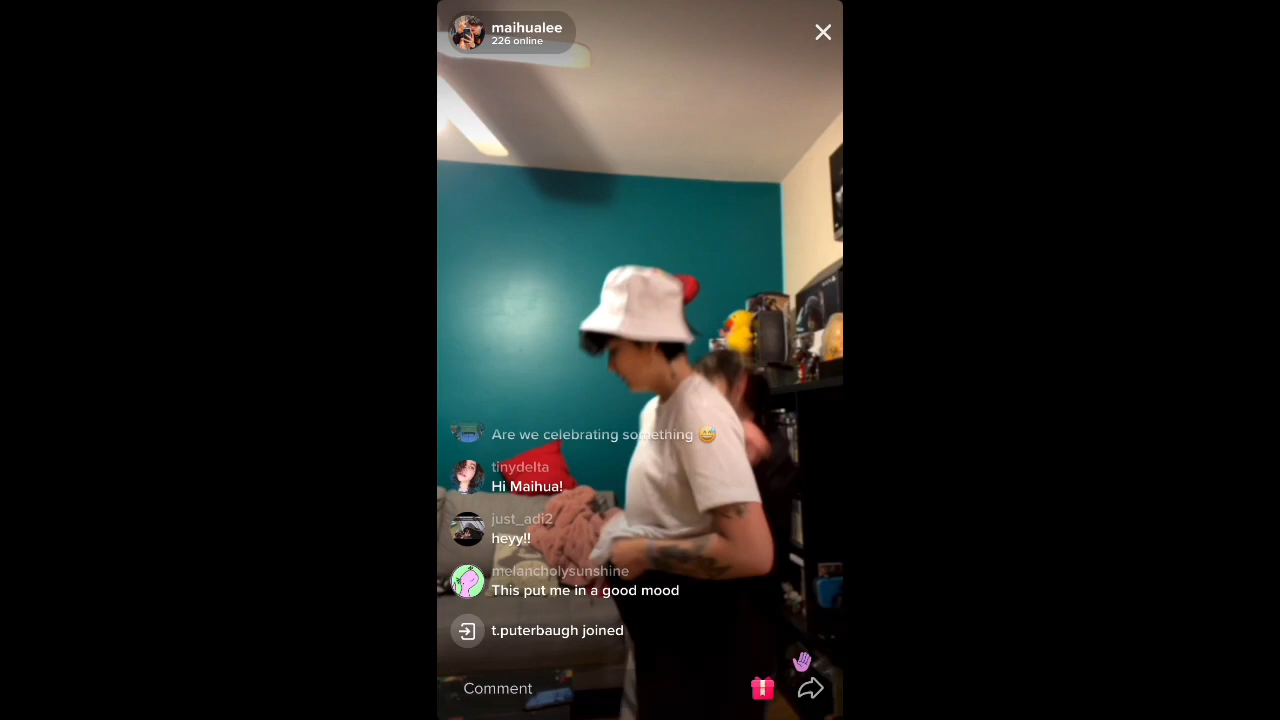 maihualee
226 online
Are we celebrating something 😅
tinydelta
Hi Maihua!
just_adi2
heyy!!
melancholysunshine
This put me in a good mood
t.puterbaugh joined
Comment